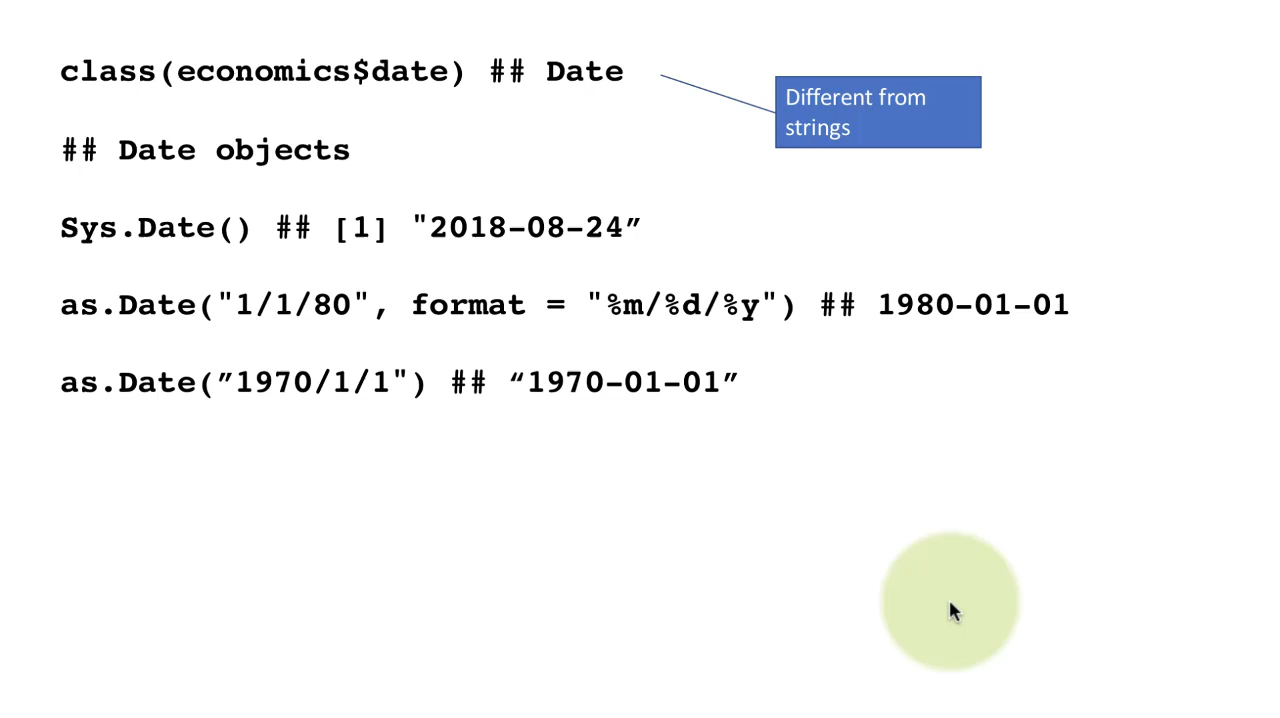 class(economics$date) ## Date
Different from
strings
## Date objects
Sys.Date() ## [1] "2018-08-24”
as.Date("1/1/80", format = "%m/%d/%y") ## 1980-01-01
as.Date(”1970/1/1") ## “1970-01-01”